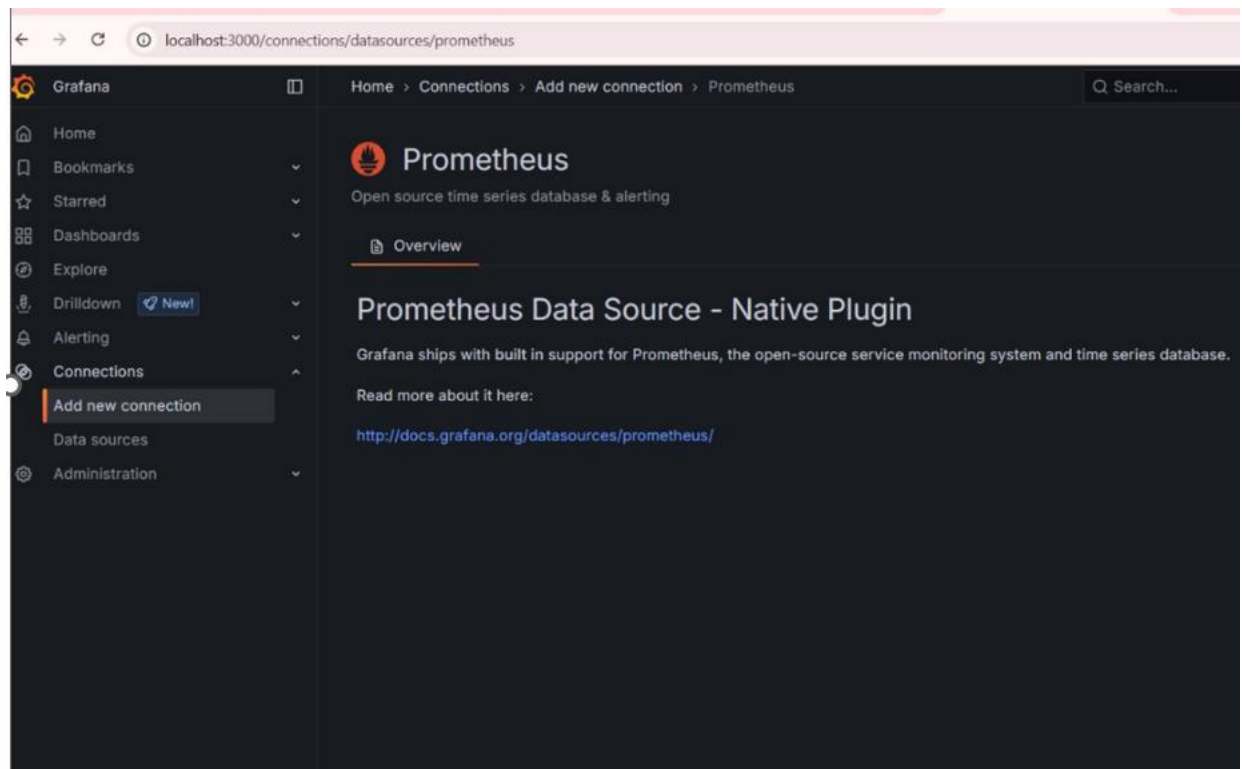 localhost:3000/connections/datasources/prometheus
Grafana
Home › Connections › Add new connection › Prometheus
Search...
Home
Bookmarks
Starred
Dashboards
Explore
Drilldown New!
Alerting
Connections
Add new connection
Data sources
Administration
Prometheus
Open source time series database & alerting
Overview
Prometheus Data Source - Native Plugin
Grafana ships with built in support for Prometheus, the open-source service monitoring system and time series database.
Read more about it here:
http://docs.grafana.org/datasources/prometheus/